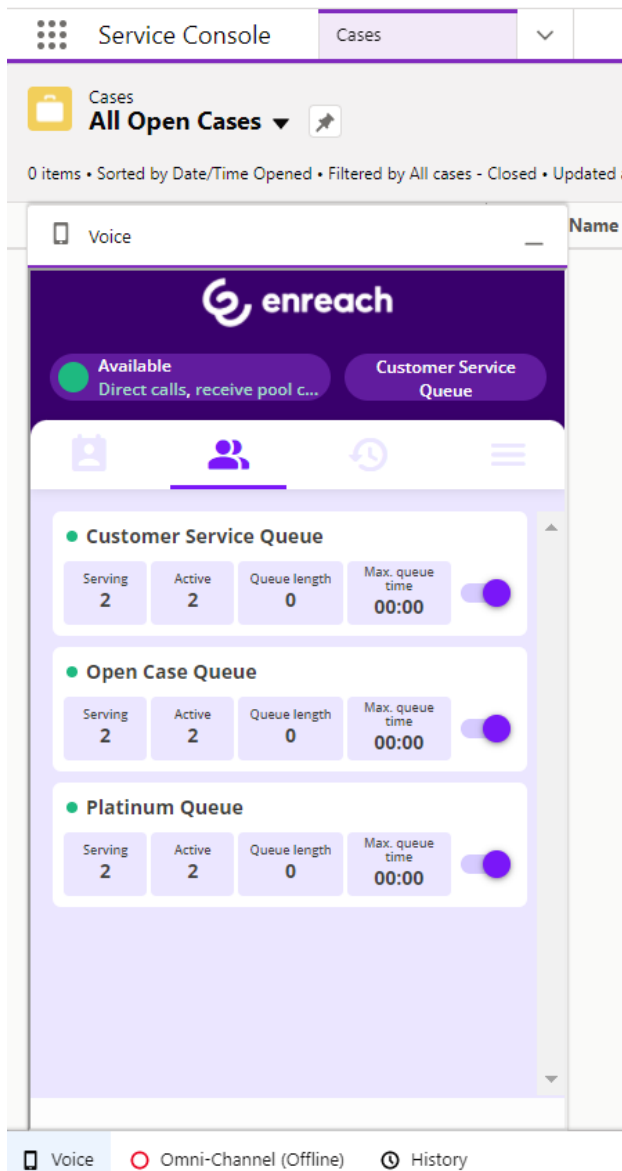 Service Console
Cases
Cases
All Open Cases
0 items • Sorted by Date/Time Opened • Filtered by All cases - Closed • Updated
Name
Voice
enreach
Available
Direct calls, receive pool c...
Customer Service
Queue
Customer Service Queue
Serving
2
Active
2
Queue length
0
Max. queue
time
00:00
Open Case Queue
Serving
2
Active
2
Queue length
0
Max. queue
time
00:00
Platinum Queue
Serving
2
Active
2
Queue length
0
Max. queue
time
00:00
Voice
Omni-Channel (Offline)
History